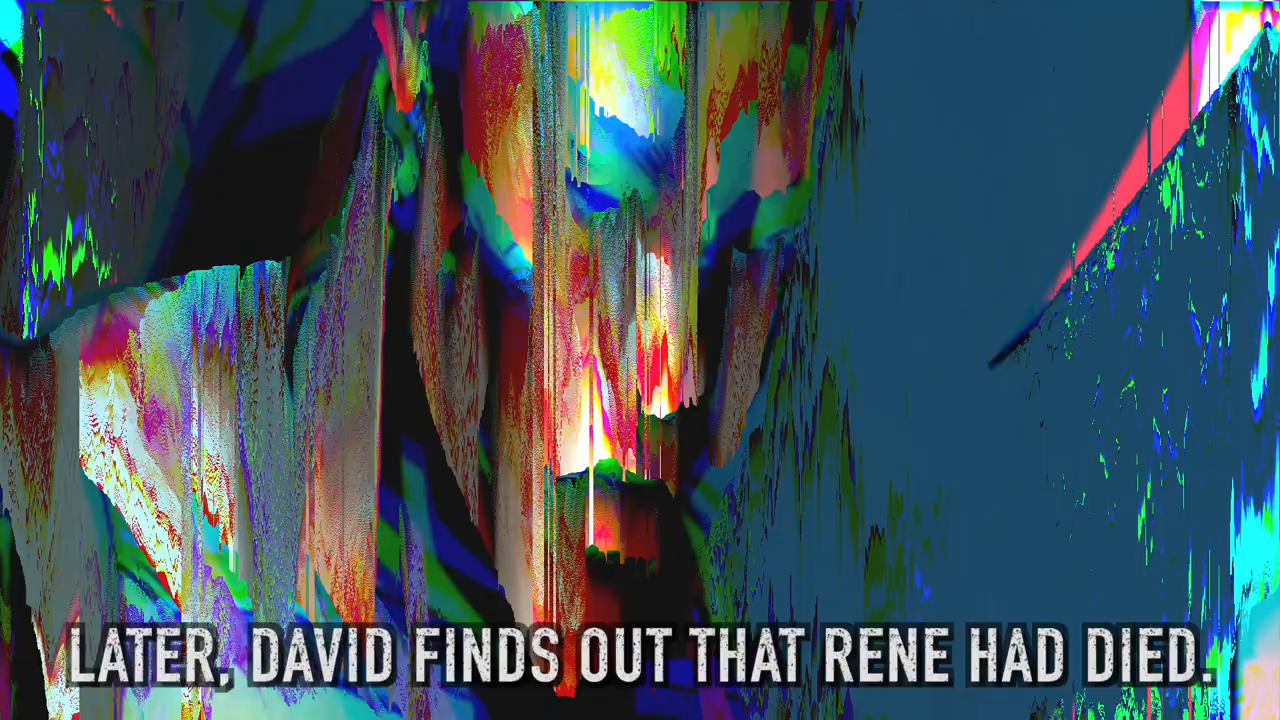 LATER, DAVID FINDS OUT THAT RENE HAD DIED.